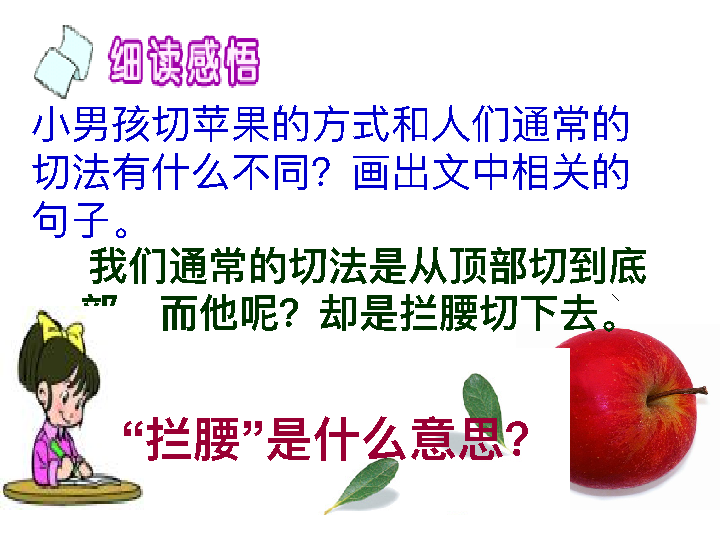 细读感悟
小男孩切苹果的方式和人们通常的
切法有什么不同？画出文中相关的
句子。
我们通常的切法是从顶部切到底
部，而他呢？却是拦腰切下去。
“拦腰”是什么意思？